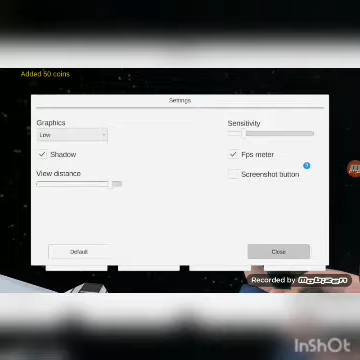 Added 50 coins
Settings
Graphics
Low
Sensitivity
Shadow
Fps meter
?
View distance
Screenshot button
Default
Close
Recorded by mobizen
InShOt